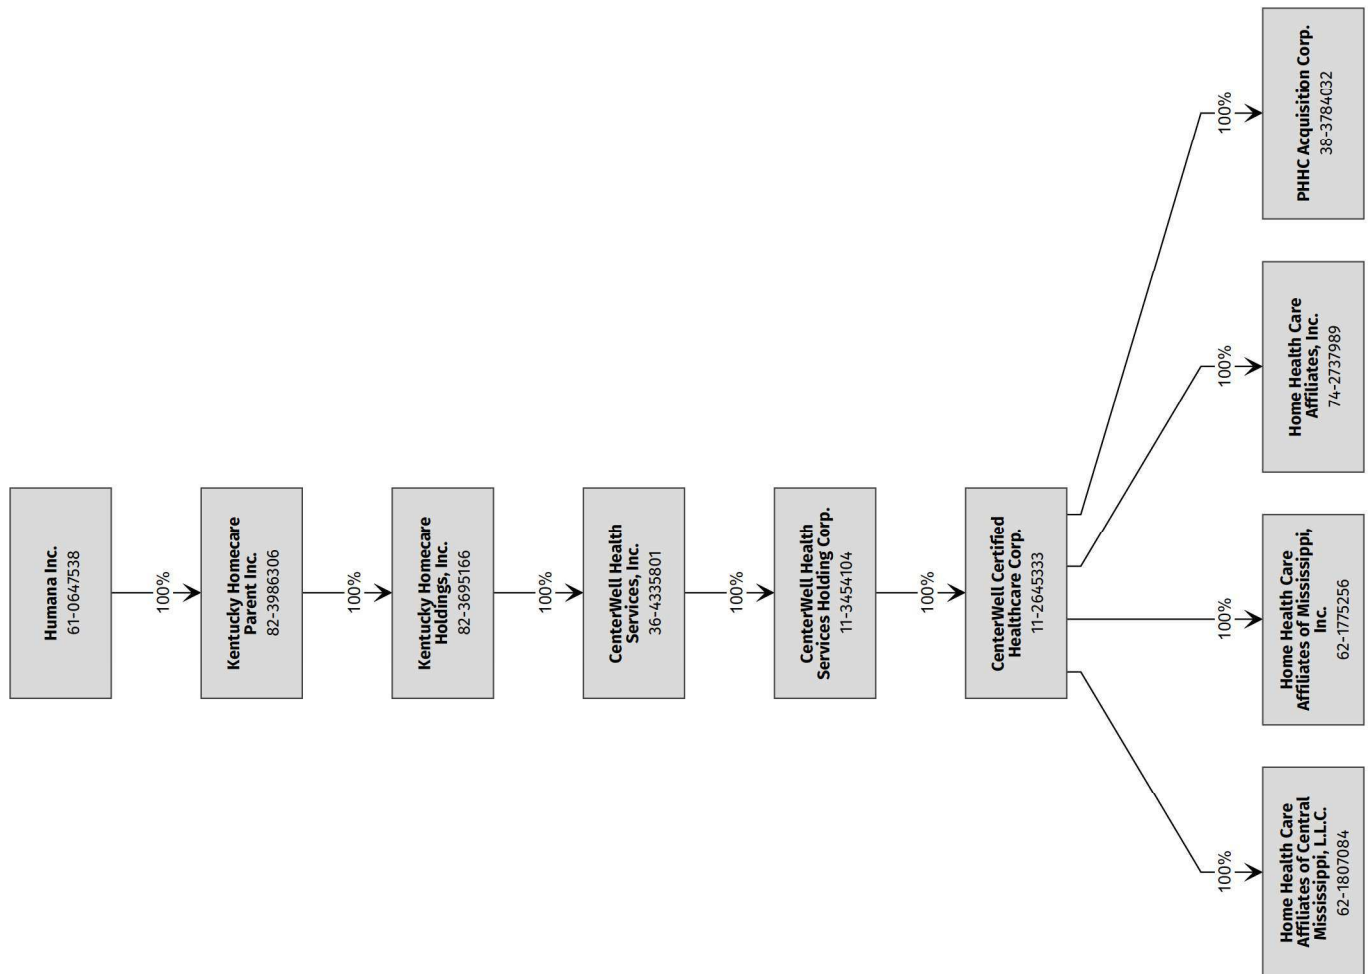 Humana Inc.
61-0647538
100%
Kentucky Homecare
Parent Inc.
82-3986306
100%
Kentucky Homecare
Holdings, Inc.
82-3695166
100%
CenterWell Health
Services, Inc.
36-4335801
100%
CenterWell Health
Services Holding Corp.
11-3454104
100%
CenterWell Certified
Healthcare Corp.
11-2645333
100%
100%
100%
100%
Home Health Care
Affiliates of Central
Mississippi, L.L.C.
62-1807084
Home Health Care
Affiliates of Mississippi,
Inc.
62-1775256
Home Health Care
Affiliates, Inc.
74-2737989
PHHC Acquisition Corp.
38-3784032